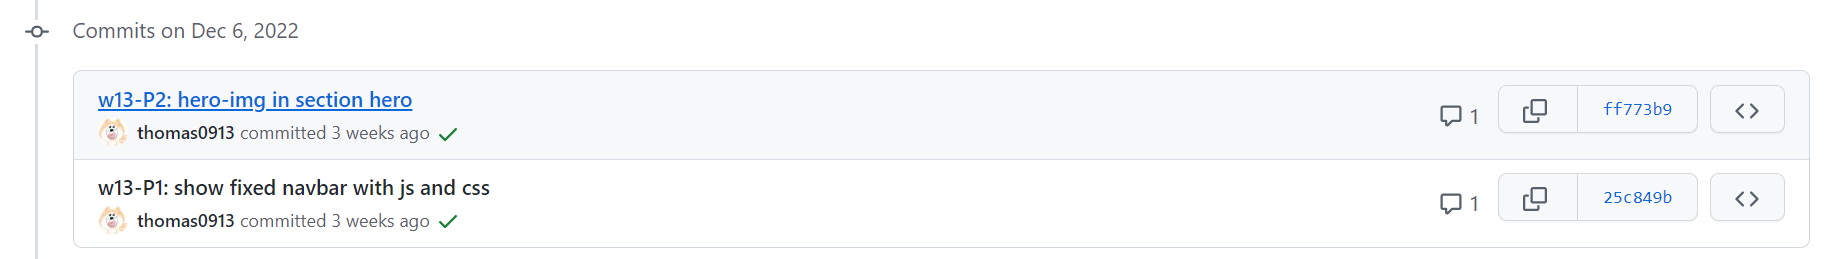 Commits on Dec 6, 2022
w13-P2: hero-img in section hero
thomas0913 committed 3 weeks ago
1
ff773b9
w13-P1: show fixed navbar with js and css
thomas0913 committed 3 weeks ago
1
25c849b